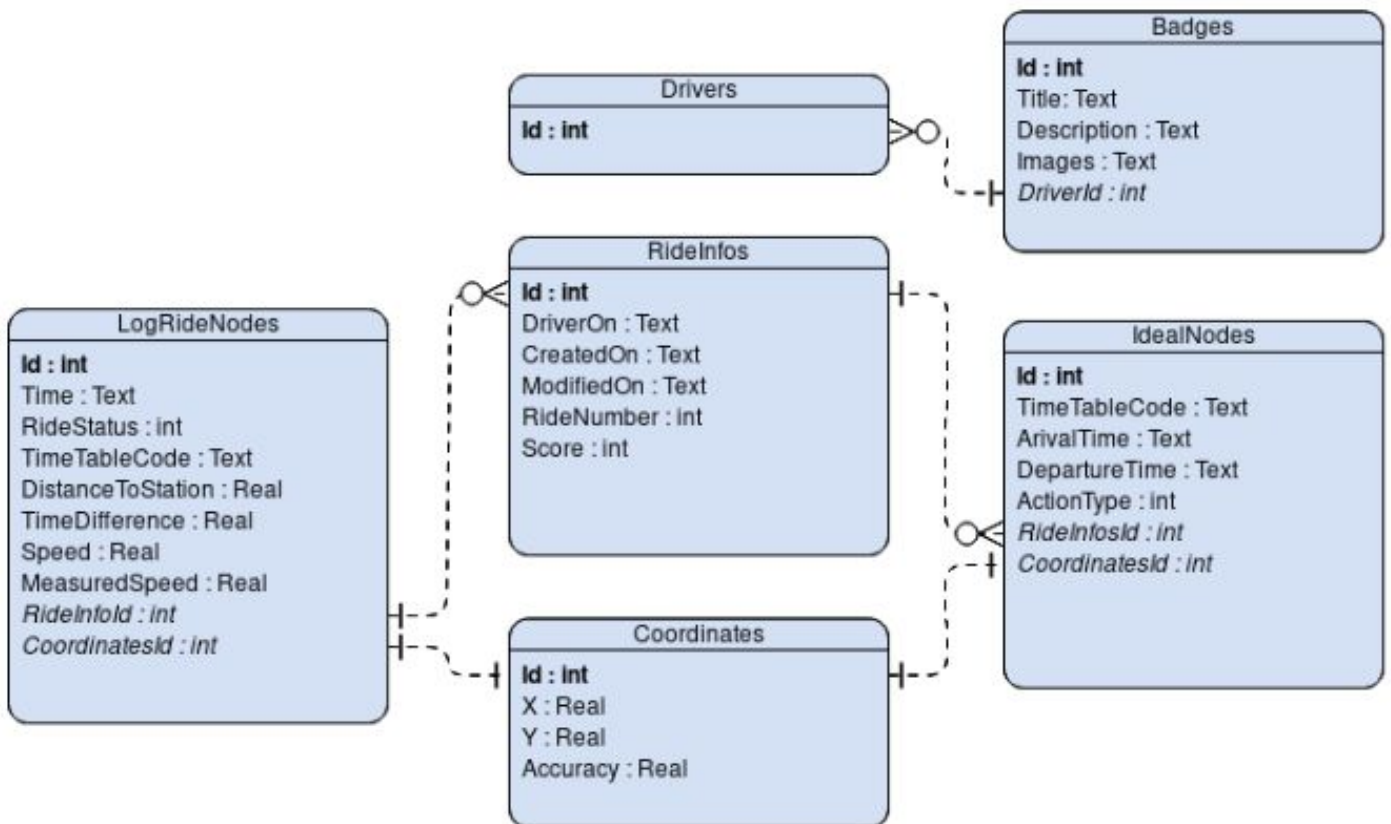 Badges
Id : int
Title: Text
Description : Text
Images : Text
DriverId : int
Drivers
Id : int
RideInfos
Id : int
DriverOn : Text
CreatedOn : Text
ModifiedOn : Text
RideNumber : int
Score : int
LogRideNodes
Id : int
Time : Text
RideStatus : int
TimeTableCode : Text
DistanceToStation : Real
TimeDifference : Real
Speed : Real
MeasuredSpeed : Real
RideInfoId : int
CoordinatesId : int
IdealNodes
Id : int
TimeTableCode : Text
ArivalTime : Text
DepartureTime : Text
ActionType : int
RideInfosId : int
CoordinatesId : int
Coordinates
Id : int
X : Real
Y : Real
Accuracy : Real